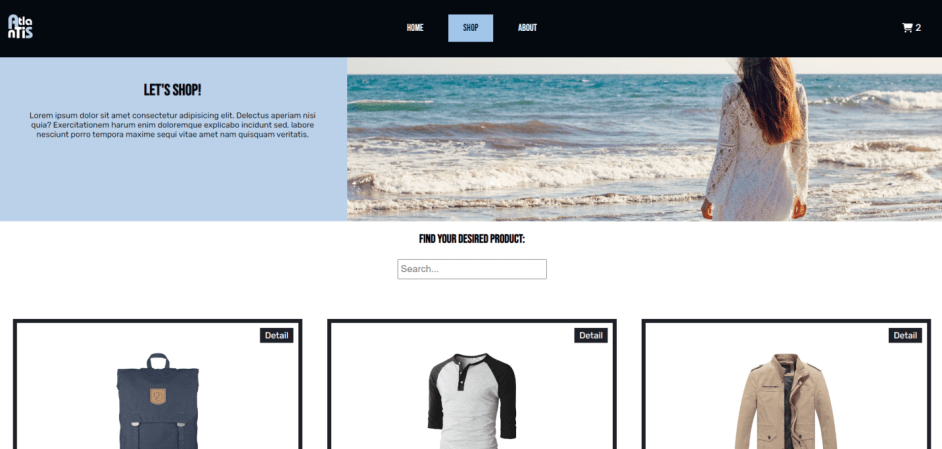 Atla
nTiS
HOME SHOP ABOUT
2
LET'S SHOP!
Lorem ipsum dolor sit amet consectetur adipisicing elit. Delectus aperiam nisi
quia? Exercitationem harum enim doloremque explicabo incidunt sed, labore
nesciunt porro tempora maxime sequi vitae amet nam quisquam veritatis.
FIND YOUR DESIRED PRODUCT:
Search...
Detail
Detail
Detail